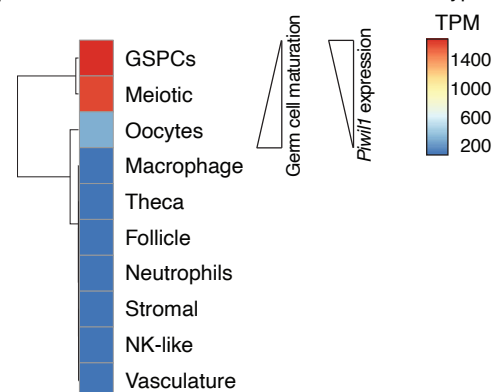 TPM
GSPCs
Meiotic
Oocytes
Macrophage
Theca
Follicle
Neutrophils
Stromal
NK-like
Vasculature
Germ cell maturation
Piwil1 expression
1400
1000
600
200